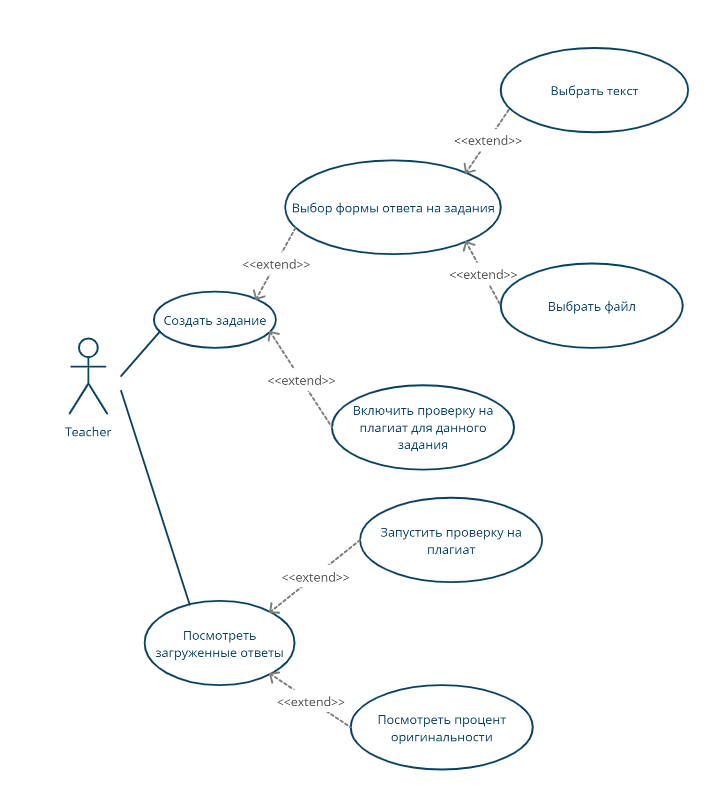 Выбрать текст
<<extend>>
Выбор формы ответа на задания
<<extend>>
<<extend>>
Выбрать файл
Создать задание
<<extend>>
Включить проверку на
плагиат для данного
задания
Teacher
Запустить проверку на
плагиат
<<extend>>
Посмотреть
загруженные ответы
<<extend>>
Посмотреть процент
оригинальности